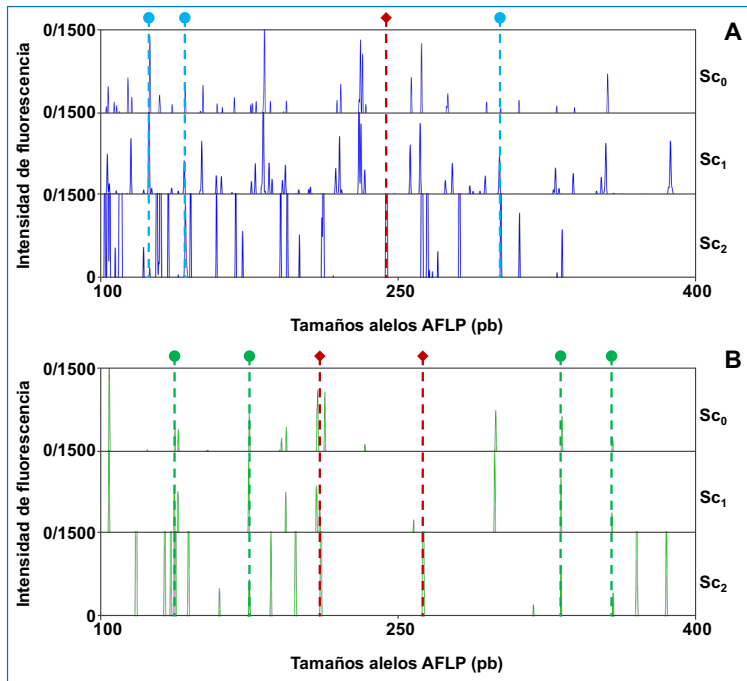 A
0/1500
Sc0
0/1500
Sc1
0/1500
Sc2
0
Intensidad de fluorescencia
100
250
400
Tamaños alelos AFLP (pb)
B
0/1500
Sc0
0/1500
Sc1
0/1500
Sc2
0
Intensidad de fluorescencia
100
250
400
Tamaños alelos AFLP (pb)